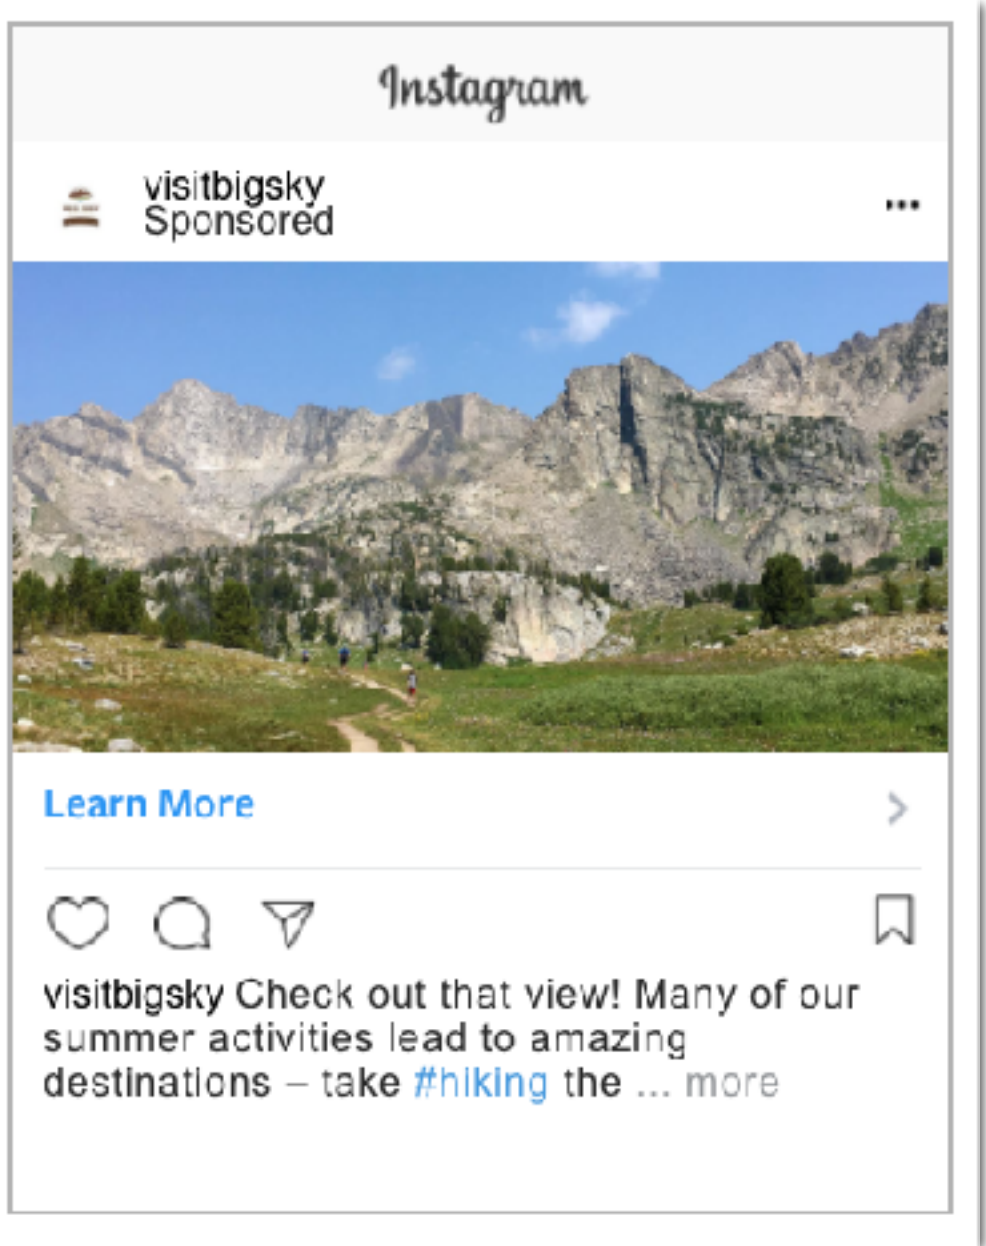 Instagram
visitbigsky
Sponsored
Learn More
visitbigsky Check out that view! Many of our
summer activities lead to amazing
destinations – take #hiking the ... more